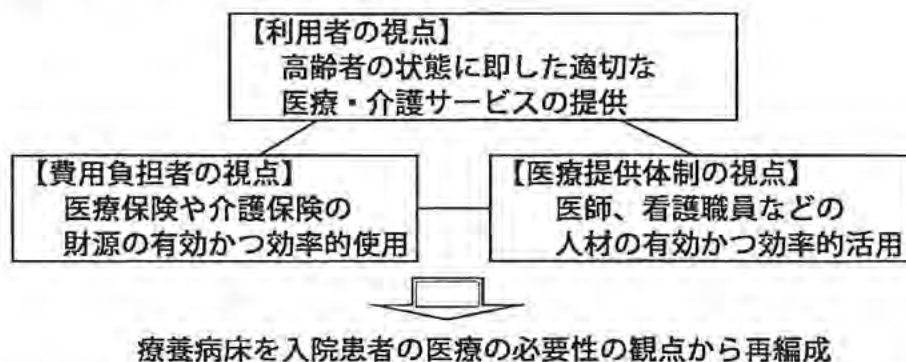 【利用者の視点】
高齢者の状態に即した適切な
医療・介護サービスの提供
【費用負担者の視点】
医療保険や介護保険の
財源の有効かつ効率的使用
【医療提供体制の視点】
医師、看護職員などの
人材の有効かつ効率的活用
療養病床を入院患者の医療の必要性の観点から再編成